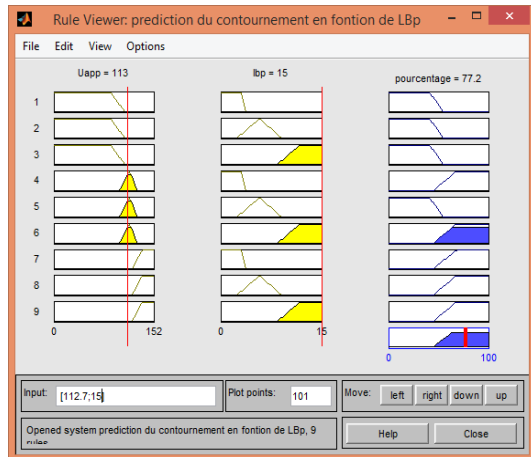 Rule Viewer: prediction du contournement en fontion de LBp
File Edit View Options
Uapp = 113
lbp = 15
pourcentage = 77.2
1
2
3
4
5
6
7
8
9
0 152
0 15
0 100
Input: [112.7;15]
Plot points: 101
Move: left right down up
Opened system prediction du contournement en fontion de LBp, 9
rules
Help Close